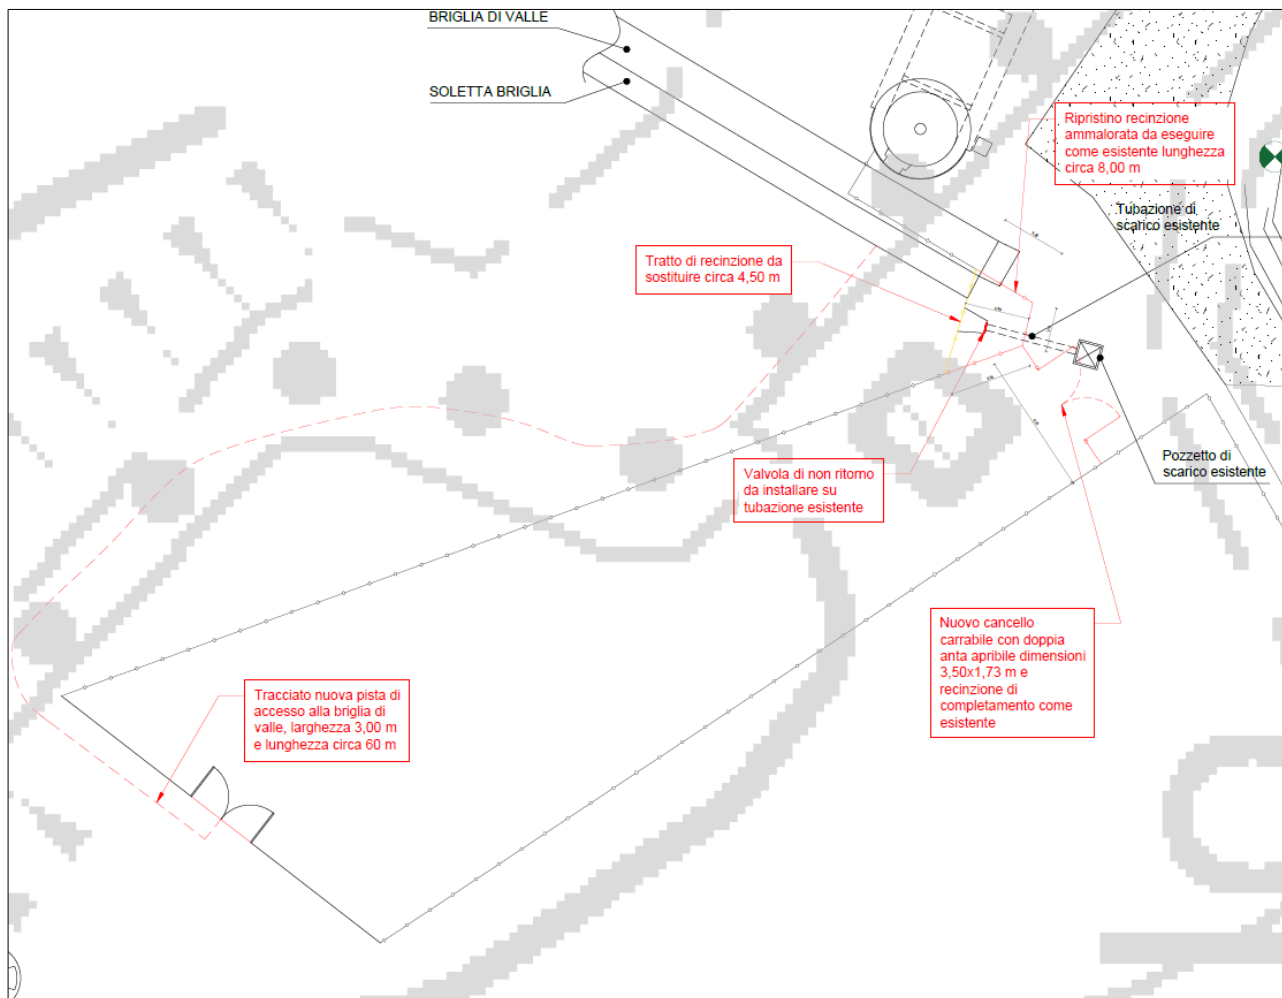 BRIGLIA DI VALLE
SOLETTA BRIGLIA
Ripristino recinzione
ammalorata da eseguire
come esistente lunghezza
circa 8,00 m
Tubazione di
scarico esistente
Tratto di recinzione da
sostituire circa 4,50 m
Valvola di non ritorno
da installare su
tubazione esistente
Pozzetto di
scarico esistente
Nuovo cancello
carrabile con doppia
anta apribile dimensioni
3,50x1,73 m e
recinzione di
completamento come
esistente
Tracciato nuova pista di
accesso alla briglia di
valle, larghezza 3,00 m
e lunghezza circa 60 m